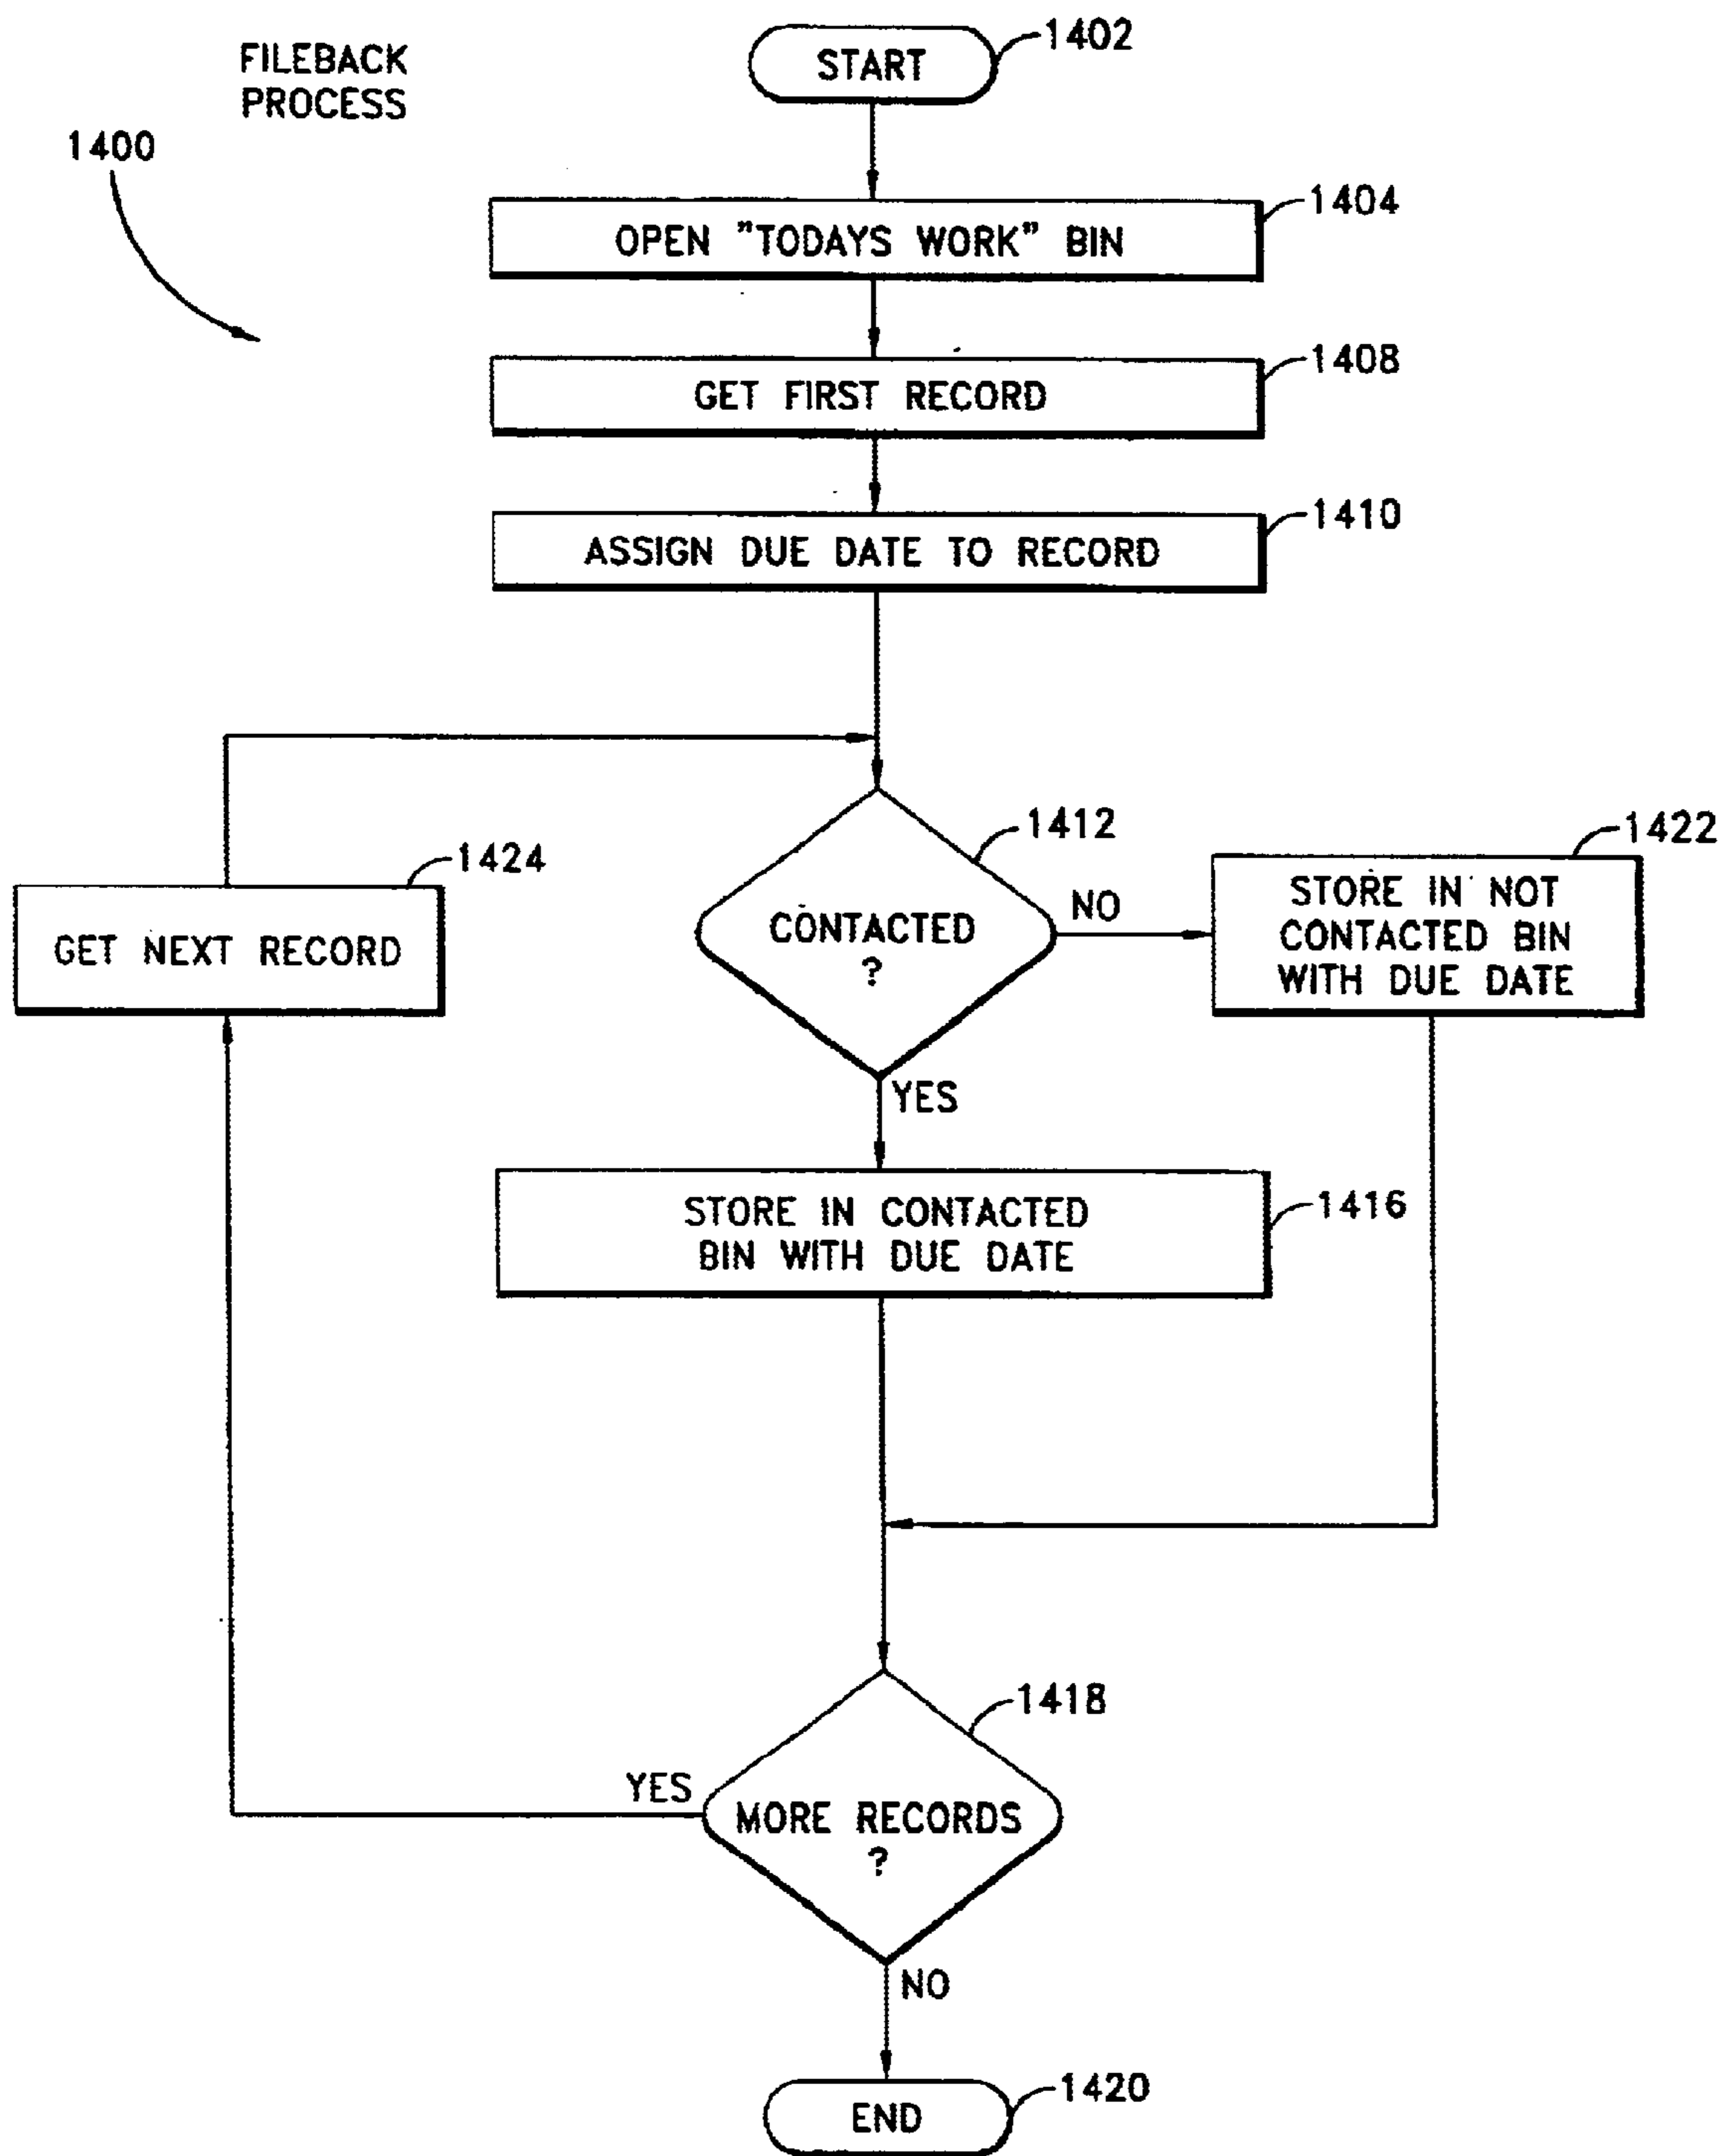 FILEBACK
PROCESS
1400
START
1402
OPEN "TODAYS WORK" BIN
1404
GET FIRST RECORD
1408
ASSIGN DUE DATE TO RECORD
1410
1412
CONTACTED
?
NO
YES
1422
STORE IN NOT
CONTACTED BIN
WITH DUE DATE
1424
GET NEXT RECORD
STORE IN CONTACTED
BIN WITH DUE DATE
1416
1418
MORE RECORDS
?
YES
NO
END
1420